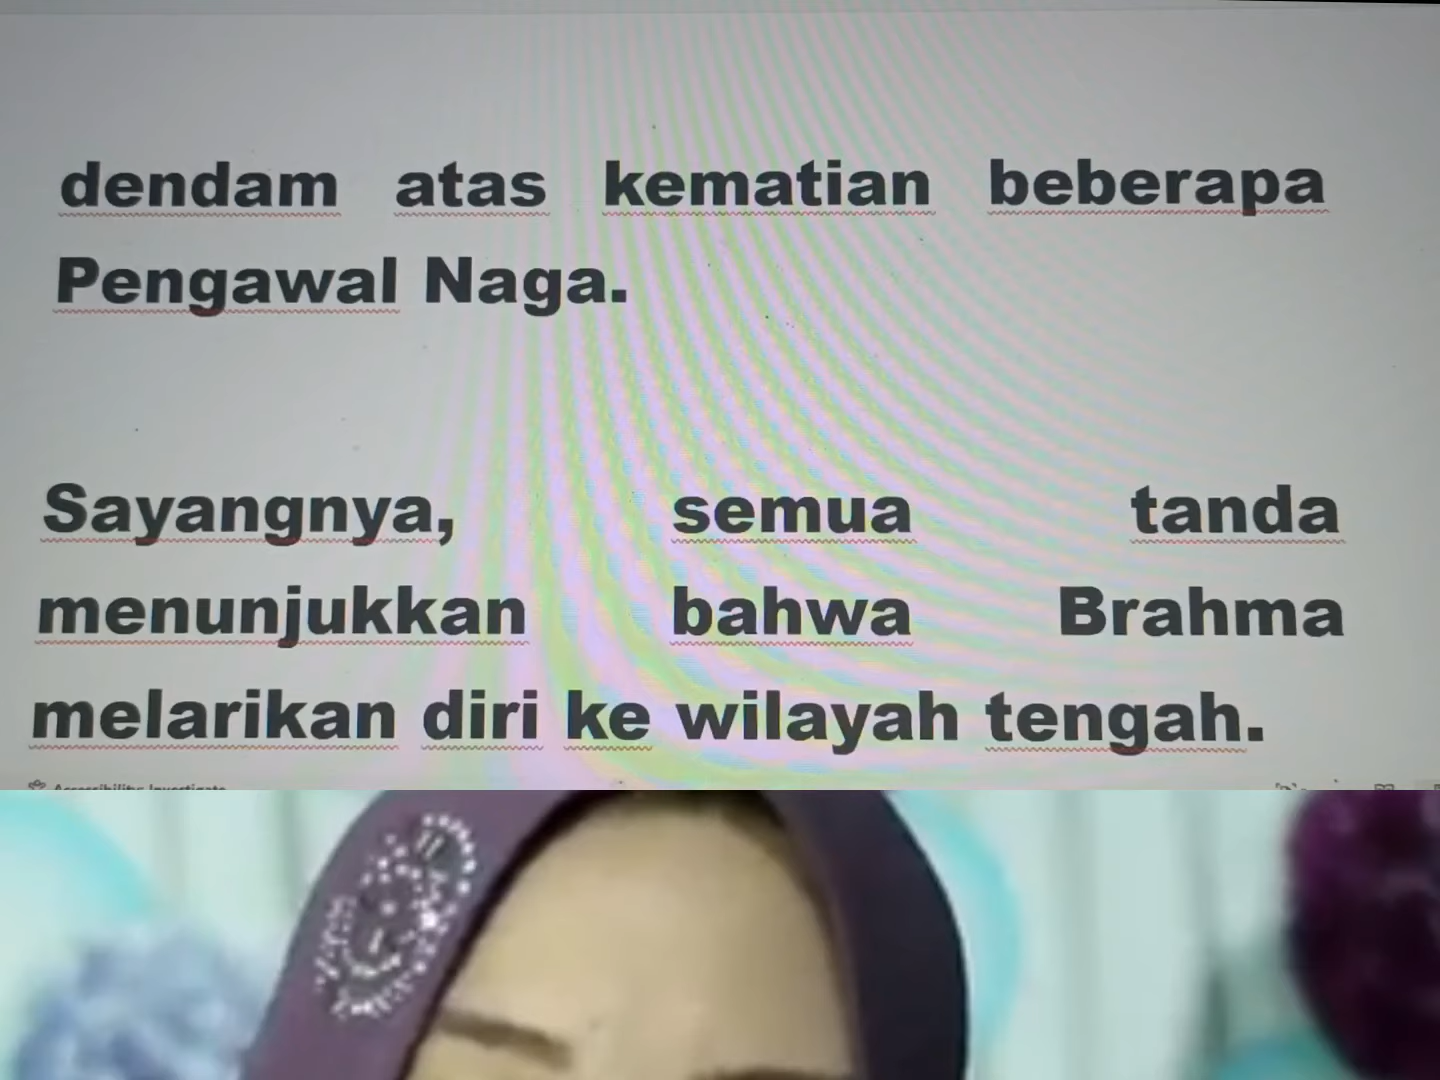 dendam atas kematian beberapa
Pengawal Naga.
Sayangnya, semua tanda
menunjukkan bahwa Brahma
melarikan diri ke wilayah tengah.